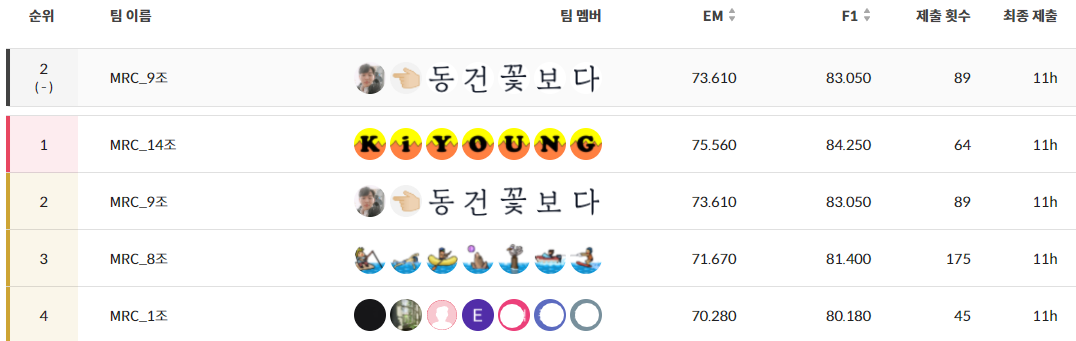 순위 팀 이름 팀 멤버 EM F1 제출 횟수 최종 제출
2 (-) MRC_9조 동건꽃보다 73.610 83.050 89 11h
1 MRC_14조 KiYOUNG 75.560 84.250 64 11h
2 MRC_9조 동건꽃보다 73.610 83.050 89 11h
3 MRC_8조 71.670 81.400 175 11h
4 MRC_1조 E 70.280 80.180 45 11h